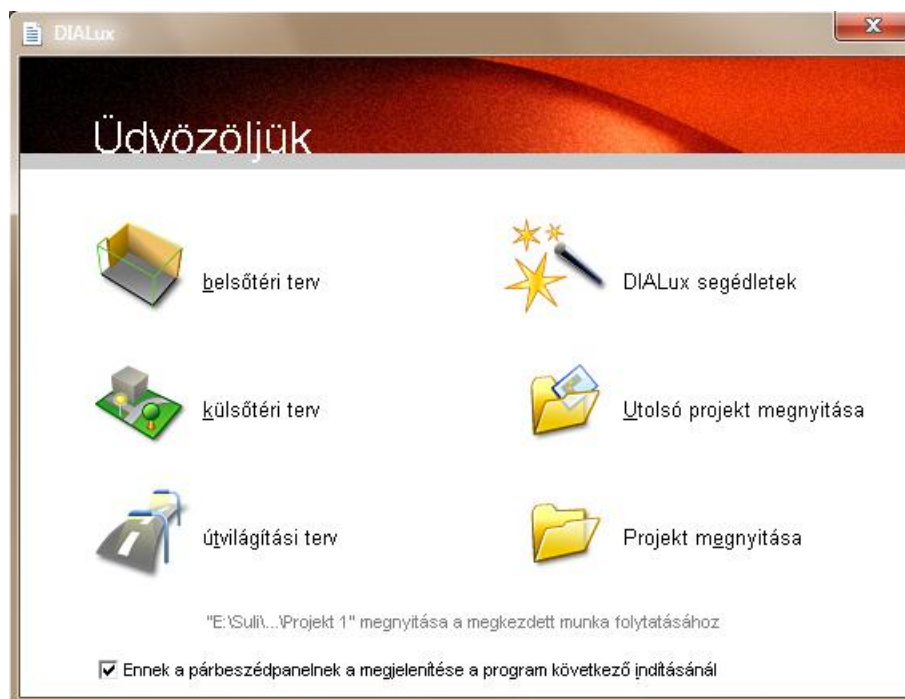 DIALux
Üdvözöljük
belsőtéri terv
DIALux segédletek
külsőtéri terv
Utolsó projekt megnyitása
útvilágítási terv
Projekt megnyitása
"E:\Suli\...\Projekt 1" megnyitása a megkezdett munka folytatásához
Ennek a párbeszédpanelnek a megjelenítése a program következő indításánál